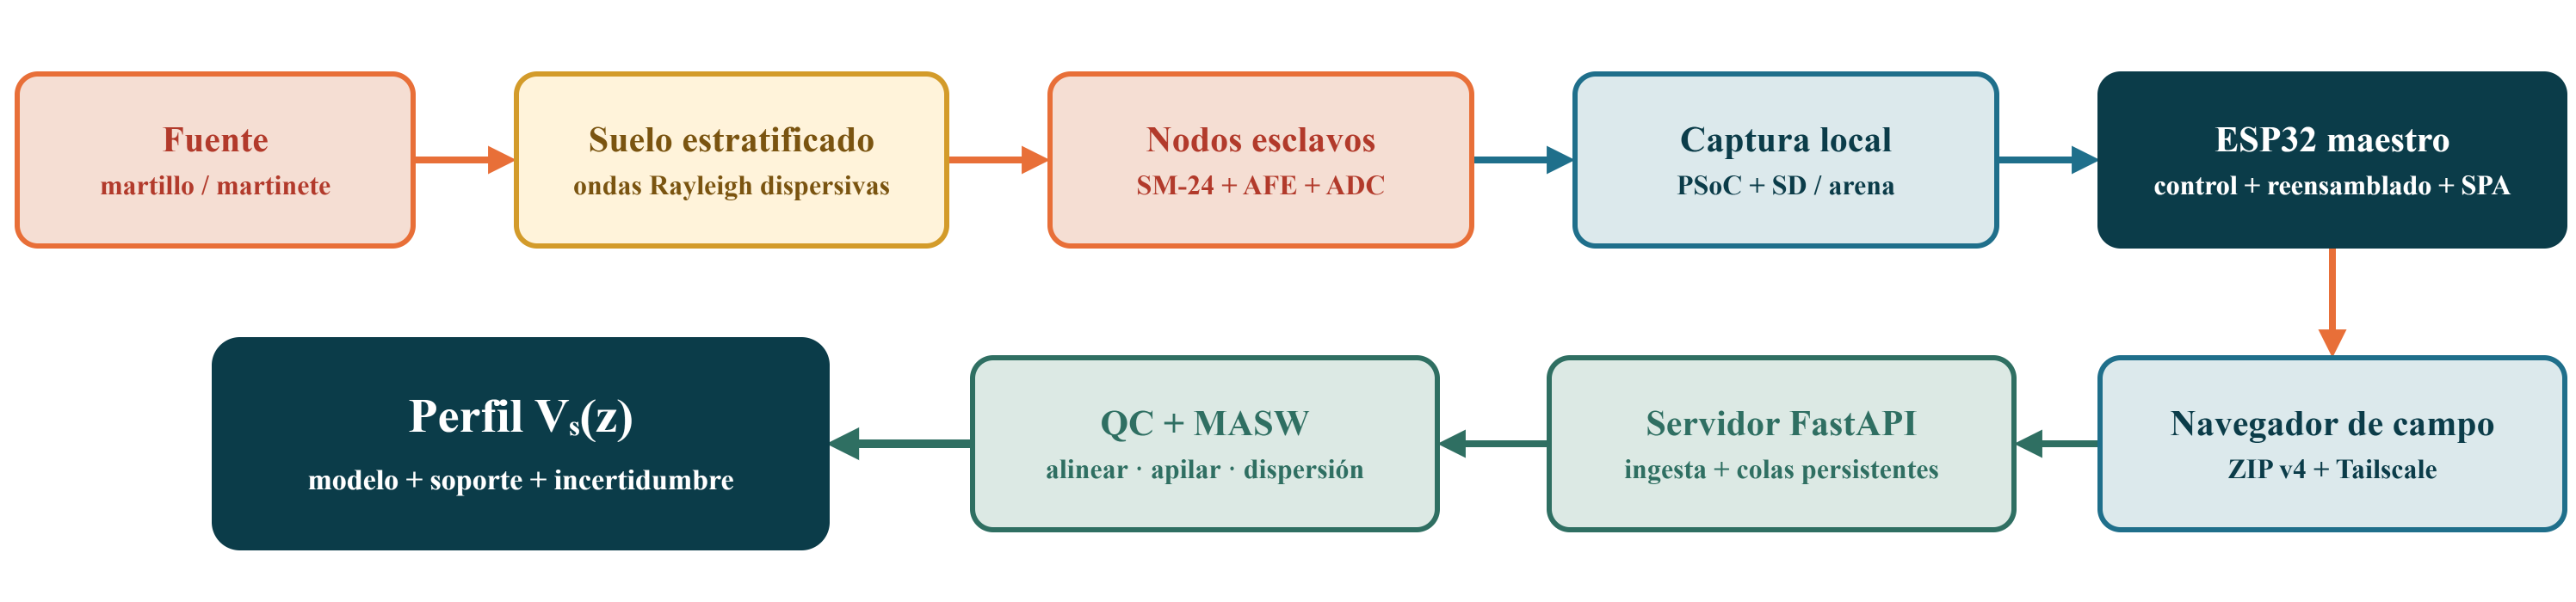 Fuente
martillo / martinete
Suelo estratificado
ondas Rayleigh dispersivas
Nodos esclavos
SM-24 + AFE + ADC
Captura local
PSoC + SD / arena
ESP32 maestro
control + reensamblado + SPA
Perfil Vs(z)
modelo + soporte + incertidumbre
QC + MASW
alinear · apilar · dispersión
Servidor FastAPI
ingesta + colas persistentes
Navegador de campo
ZIP v4 + Tailscale